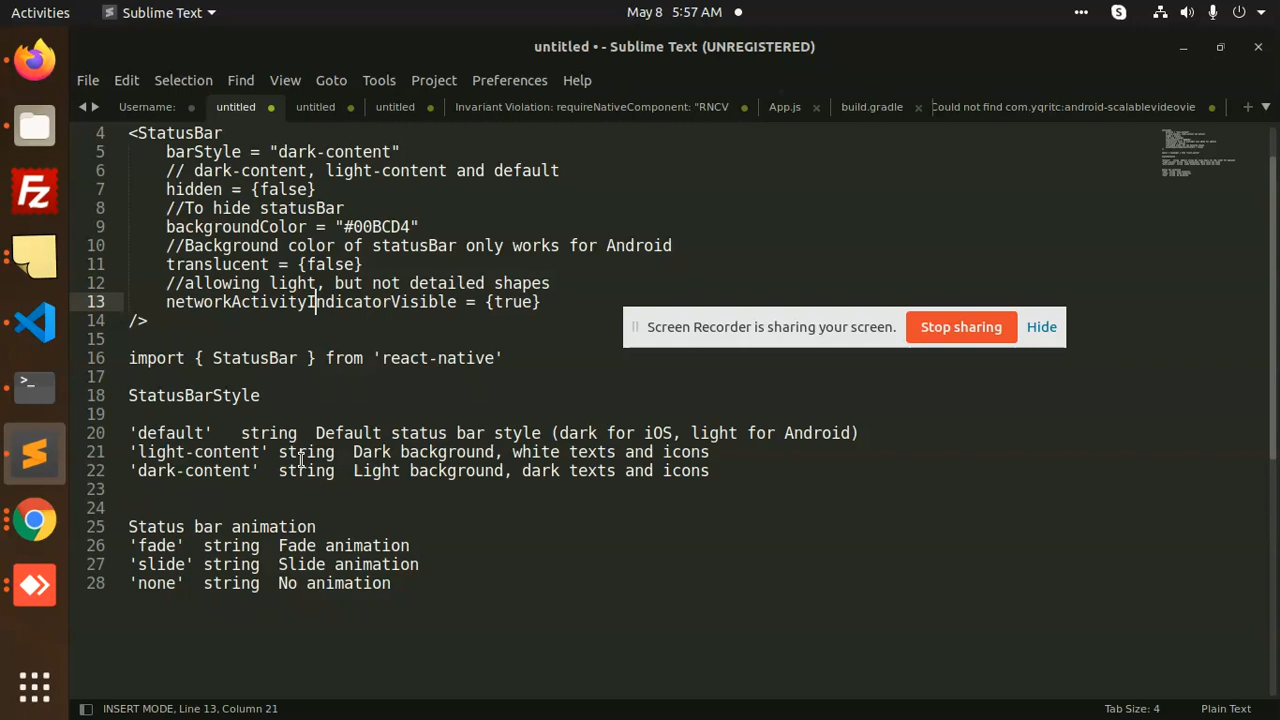 Activities
Sublime Text
May 8 5:57 AM
untitled • - Sublime Text (UNREGISTERED)
File Edit Selection Find View Goto Tools Project Preferences Help
Username: untitled untitled untitled Invariant Violation: requireNativeComponent: "RNCV App.js build.gradle Could not find com.yqritc:android-scalablevideovie
4 <StatusBar
5 barStyle = "dark-content"
6 // dark-content, light-content and default
7 hidden = {false}
8 //To hide statusBar
9 backgroundColor = "#00BCD4"
10 //Background color of statusBar only works for Android
11 translucent = {false}
12 //allowing light, but not detailed shapes
13 networkActivityIndicatorVisible = {true}
14 />
15
16 import { StatusBar } from 'react-native'
17
18 StatusBarStyle
19
20 'default' string Default status bar style (dark for iOS, light for Android)
21 'light-content' string Dark background, white texts and icons
22 'dark-content' string Light background, dark texts and icons
23
24
25 Status bar animation
26 'fade' string Fade animation
27 'slide' string Slide animation
28 'none' string No animation
Screen Recorder is sharing your screen. Stop sharing Hide
INSERT MODE, Line 13, Column 21
Tab Size: 4
Plain Text